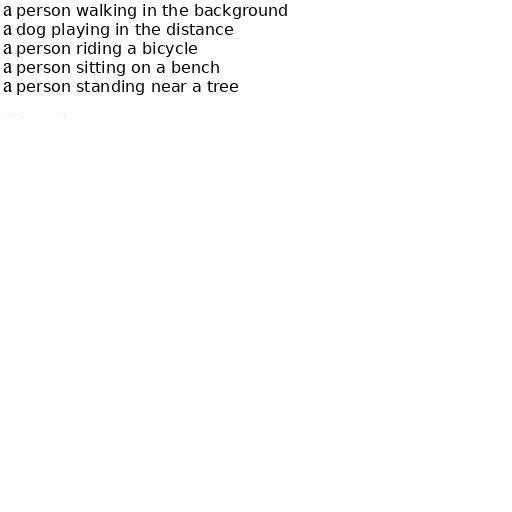 a person walking in the background
a dog playing in the distance
a person riding a bicycle
a person sitting on a bench
a person standing near a tree